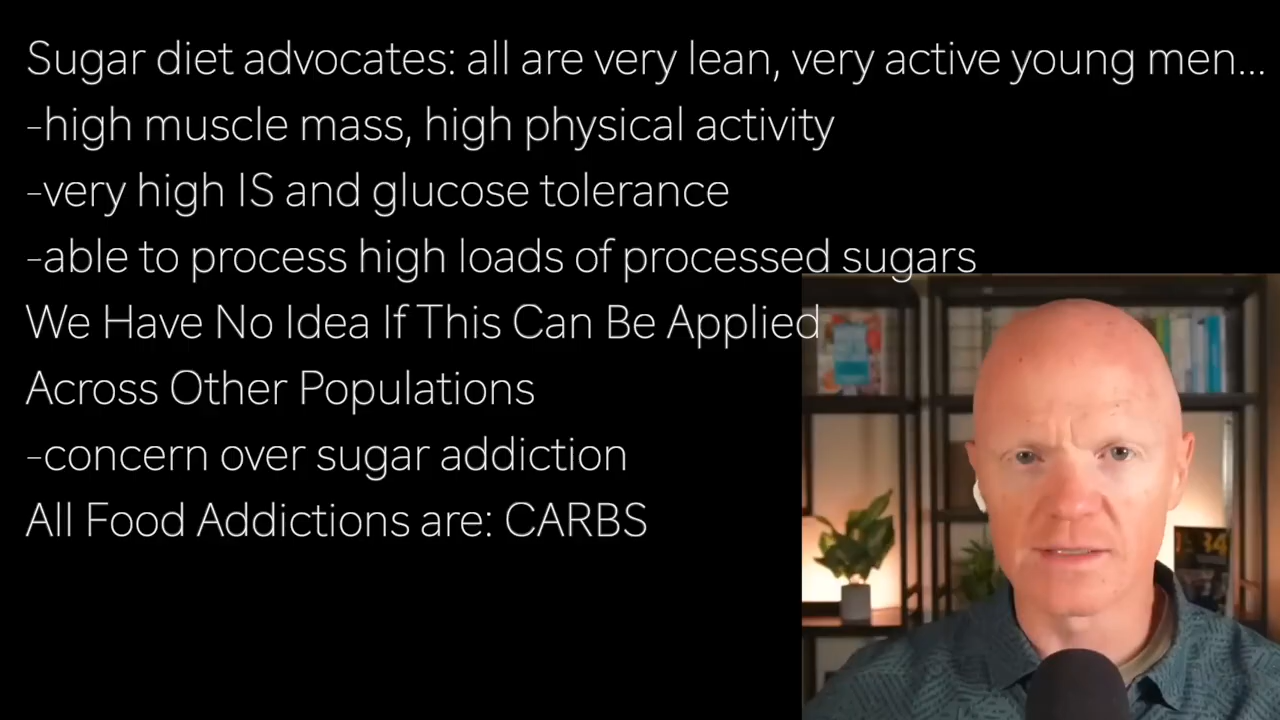 Sugar diet advocates: all are very lean, very active young men...
-high muscle mass, high physical activity
-very high IS and glucose tolerance
-able to process high loads of processed sugars
We Have No Idea If This Can Be Applied
Across Other Populations
-concern over sugar addiction
All Food Addictions are: CARBS